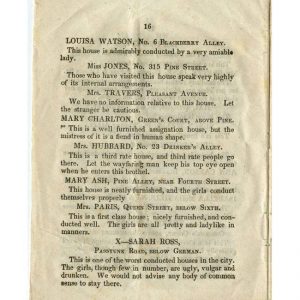 16
LOUISA WATSON, No. 6 Blackberry Alley.
This house is admirably conducted by a very amiable
lady.
Miss JONES, No. 315 Pine Street.
Those who have visited this house speak very highly
of its internal arrangements.
Mrs. TRAVERS, Pleasant Avenue.
We have no information relative to this house. Let
the stranger be cautious.
MARY CHARLTON, Green's Court, above Pine.
This is a well furnished assignation house, but the
mistress of it is a fiend in human shape.
Mrs. HUBBARD, No. 23 Drinker's Alley.
This is a third rate house, and third rate people go
there. Let the wayfaring man keep his top eye open
when he enters this brothel.
MARY ASH, Pine Alley, near Fourth Street.
This house is neatly furnished, and the girls conduct
themselves properly
Mrs. PARIS, Queen Street, below Sixth.
This is a first class house; nicely furnished, and con-
ducted well. The girls are all pretty and ladylike in
manners.
X—SARAH ROSS,
Passyunk Road, below German.
This is one of the worst conducted houses in the city.
The girls, though few in number, are ugly, vulgar and
drunken. We would not advise any body of common
sense to stay there.